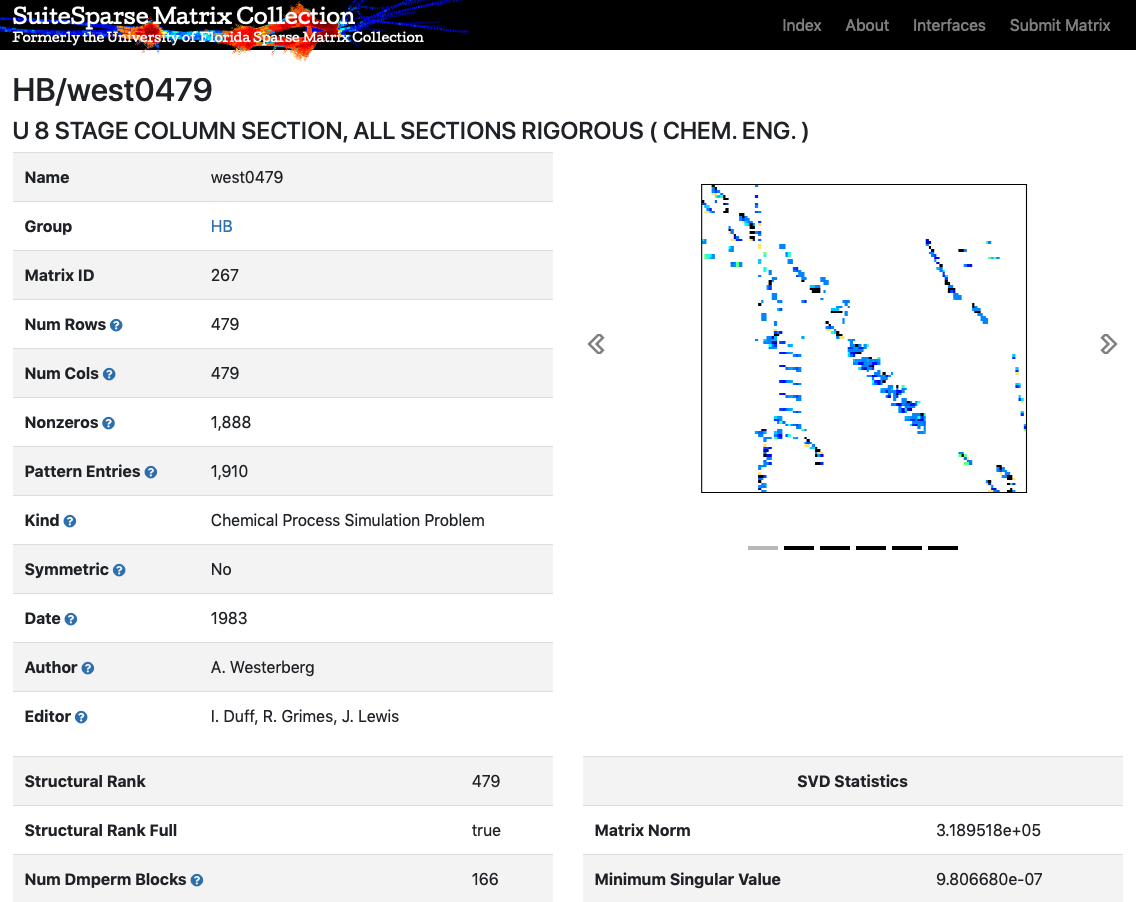 SuiteSparse Matrix Collection
Formerly the University of Florida Sparse Matrix Collection
Index About Interfaces Submit Matrix
HB/west0479
U 8 STAGE COLUMN SECTION, ALL SECTIONS RIGOROUS ( CHEM. ENG. )
Name west0479
Group HB
Matrix ID 267
Num Rows 479
Num Cols 479
Nonzeros 1,888
Pattern Entries 1,910
Kind Chemical Process Simulation Problem
Symmetric No
Date 1983
Author A. Westerberg
Editor I. Duff, R. Grimes, J. Lewis
Structural Rank 479
Structural Rank Full true
Num Dmperm Blocks 166
SVD Statistics
Matrix Norm 3.189518e+05
Minimum Singular Value 9.806680e-07